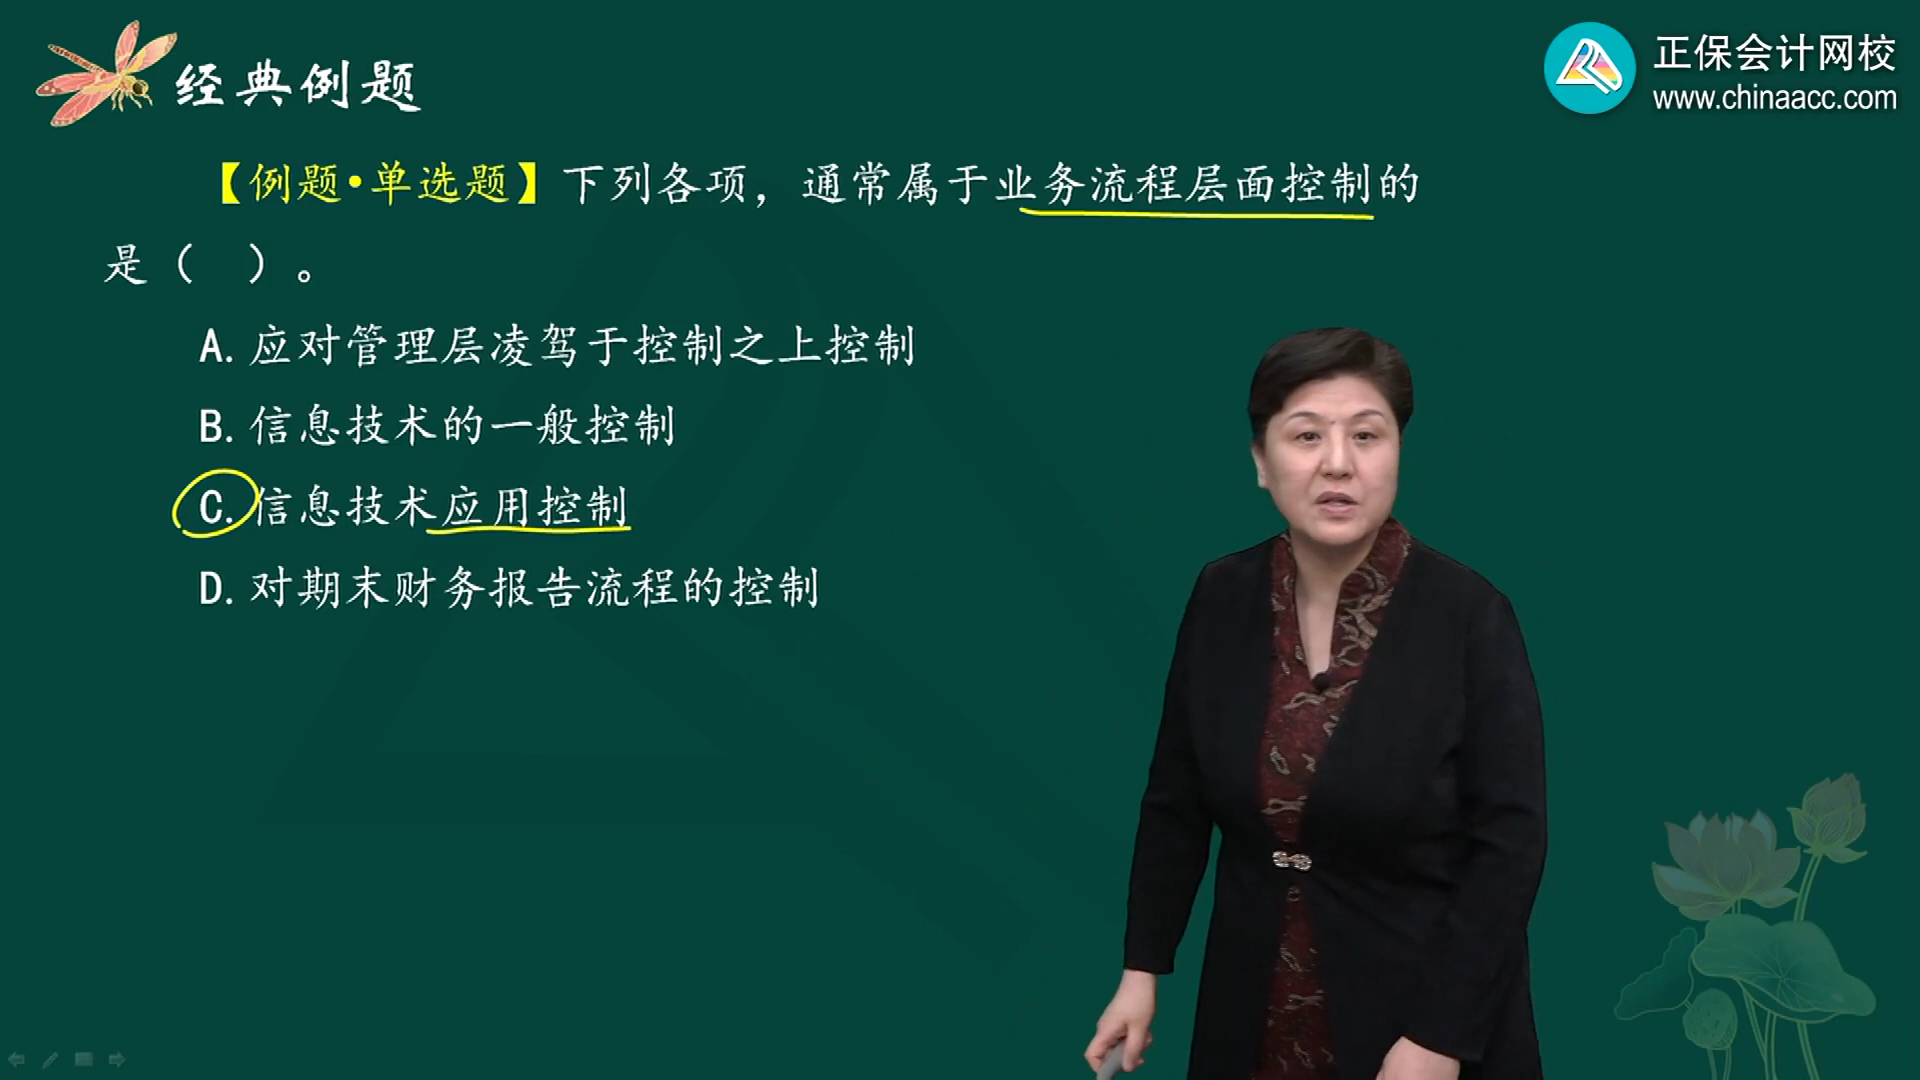 经典例题
正保会计网校
www.chinaacc.com
【例题•单选题】下列各项，通常属于业务流程层面控制的
是（ ）。
A. 应对管理层凌驾于控制之上控制
B. 信息技术的一般控制
C. 信息技术应用控制
D. 对期末财务报告流程的控制